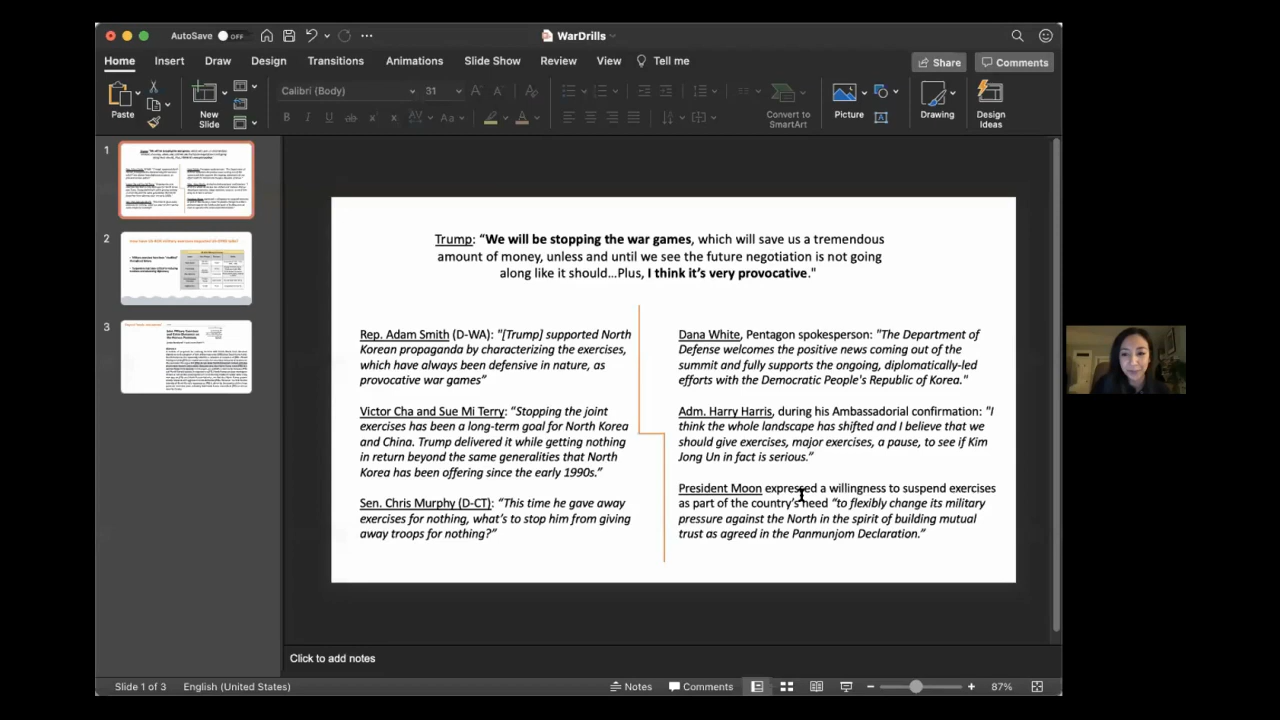 AutoSave OFF
WarDrills
Home Insert Draw Design Transitions Animations Slide Show Review View Tell me
Share Comments
Paste
New
Slide
Calibri (Body) 31
Convert to
SmartArt
Picture
Drawing
Design
Ideas
1
2
3
Trump: “We will be stopping the war games, which will save us a tremendous
amount of money, unless and until we see the future negotiation is not going
along like it should...Plus, I think it’s very provocative."
Rep. Adam Smith (D-WA): "[Trump] supported North
Korean propaganda by characterizing the exercises,
which have always been defensive in nature, as
provocative war games”
Victor Cha and Sue Mi Terry: “Stopping the joint
exercises has been a long-term goal for North Korea
and China. Trump delivered it while getting nothing
in return beyond the same generalities that North
Korea has been offering since the early 1990s.”
Sen. Chris Murphy (D-CT): “This time he gave away
exercises for nothing, what’s to stop him from giving
away troops for nothing?”
Dana White, Pentagon spokesperson: "The Department of
Defense welcomes the positive news coming out of the
summit and fully supports the ongoing, diplomatically-led
efforts with the Democratic People's Republic of Korea."
Adm. Harry Harris, during his Ambassadorial confirmation: "I
think the whole landscape has shifted and I believe that we
should give exercises, major exercises, a pause, to see if Kim
Jong Un in fact is serious.”
President Moon expressed a willingness to suspend exercises
as part of the country’s need “to flexibly change its military
pressure against the North in the spirit of building mutual
trust as agreed in the Panmunjom Declaration.”
Click to add notes
Slide 1 of 3 English (United States) Notes Comments 87%